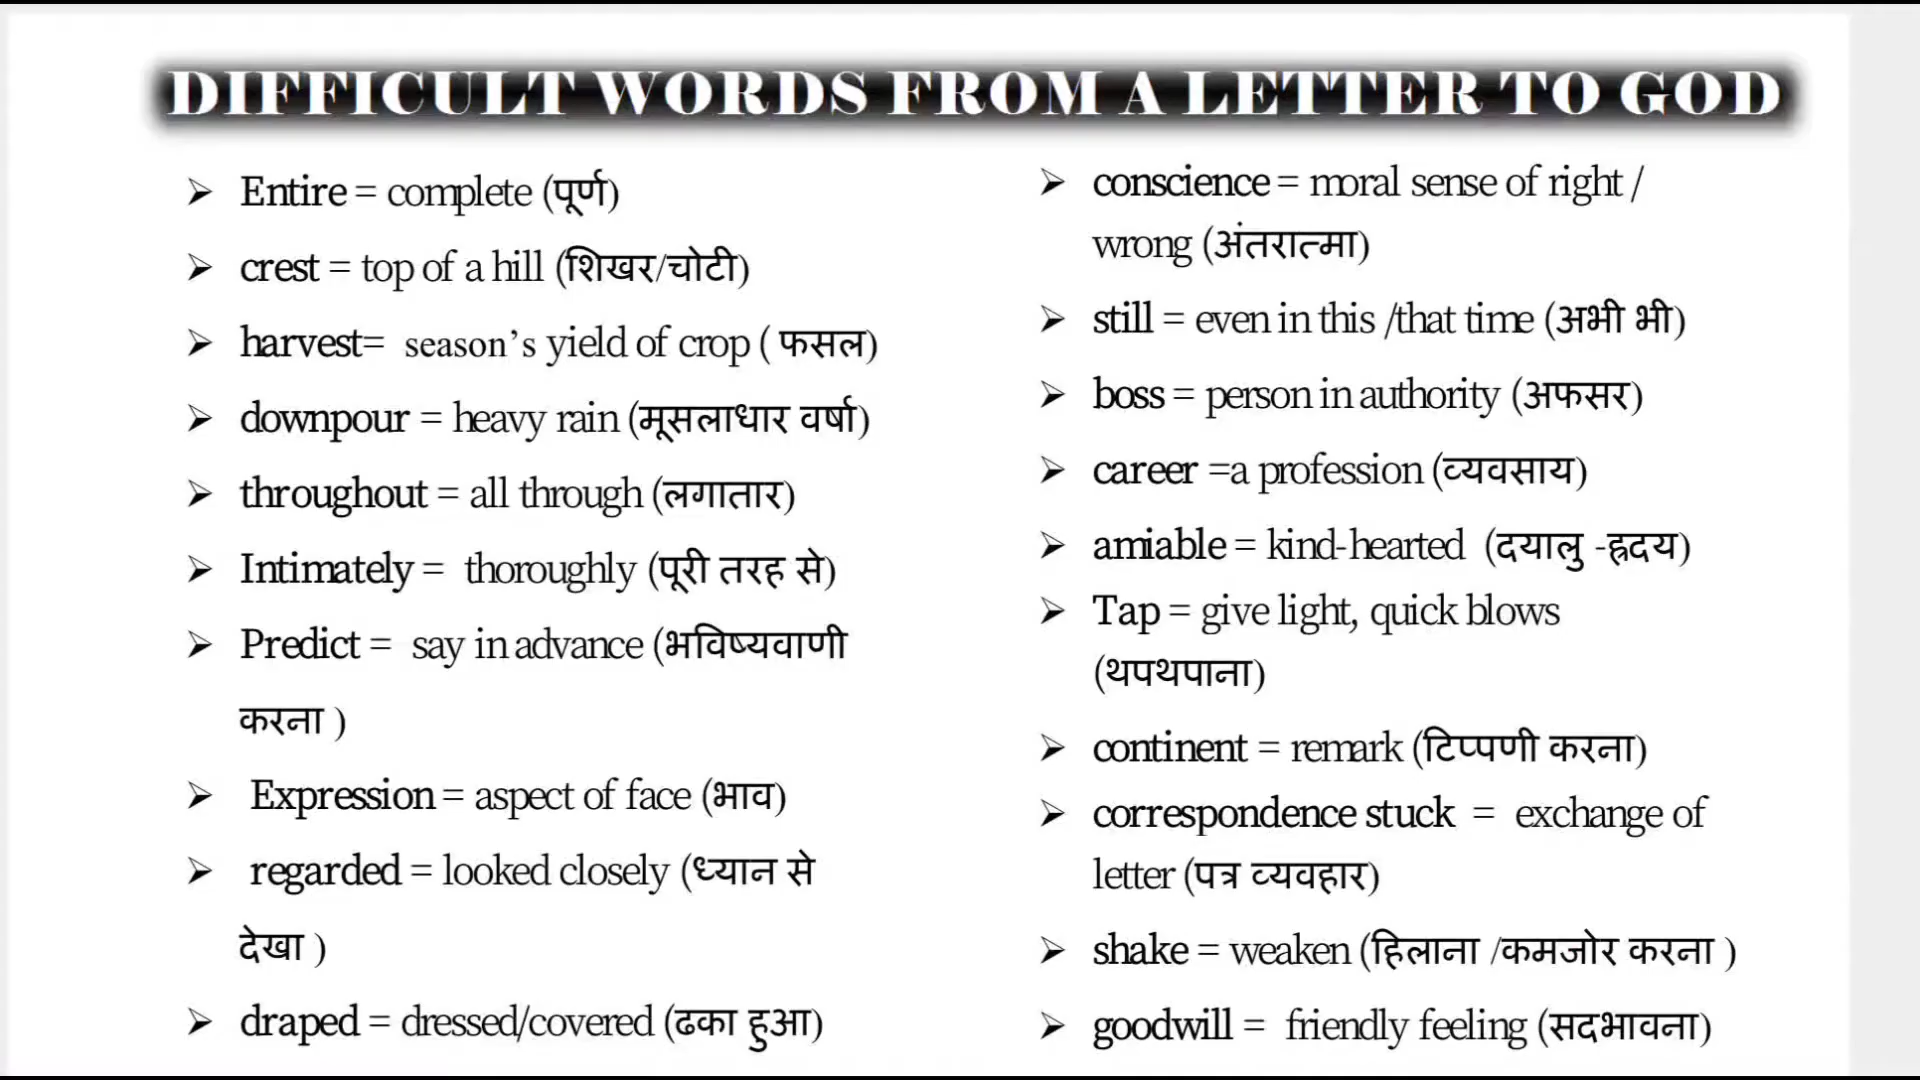 DIFFICULT WORDS FROM A LETTER TO GOD
➢ Entire = complete (पूर्ण)
➢ crest = top of a hill (शिखर/चोटी)
➢ harvest= season’s yield of crop ( फसल)
➢ downpour = heavy rain (मूसलाधार वर्षा)
➢ throughout = all through (लगातार)
➢ Intimately = thoroughly (पूरी तरह से)
➢ Predict = say in advance (भविष्यवाणी
करना )
➢ Expression = aspect of face (भाव)
➢ regarded = looked closely (ध्यान से
देखा )
➢ draped = dressed/covered (ढका हुआ)
➢ conscience = moral sense of right /
wrong (अंतरात्मा)
➢ still = even in this /that time (अभी भी)
➢ boss = person in authority (अफसर)
➢ career =a profession (व्यवसाय)
➢ amiable = kind-hearted (दयालु -ह्रदय)
➢ Tap = give light, quick blows
(थपथपाना)
➢ continent = remark (टिप्पणी करना)
➢ correspondence stuck = exchange of
letter (पत्र व्यवहार)
➢ shake = weaken (हिलाना /कमजोर करना )
➢ goodwill = friendly feeling (सदभावना)